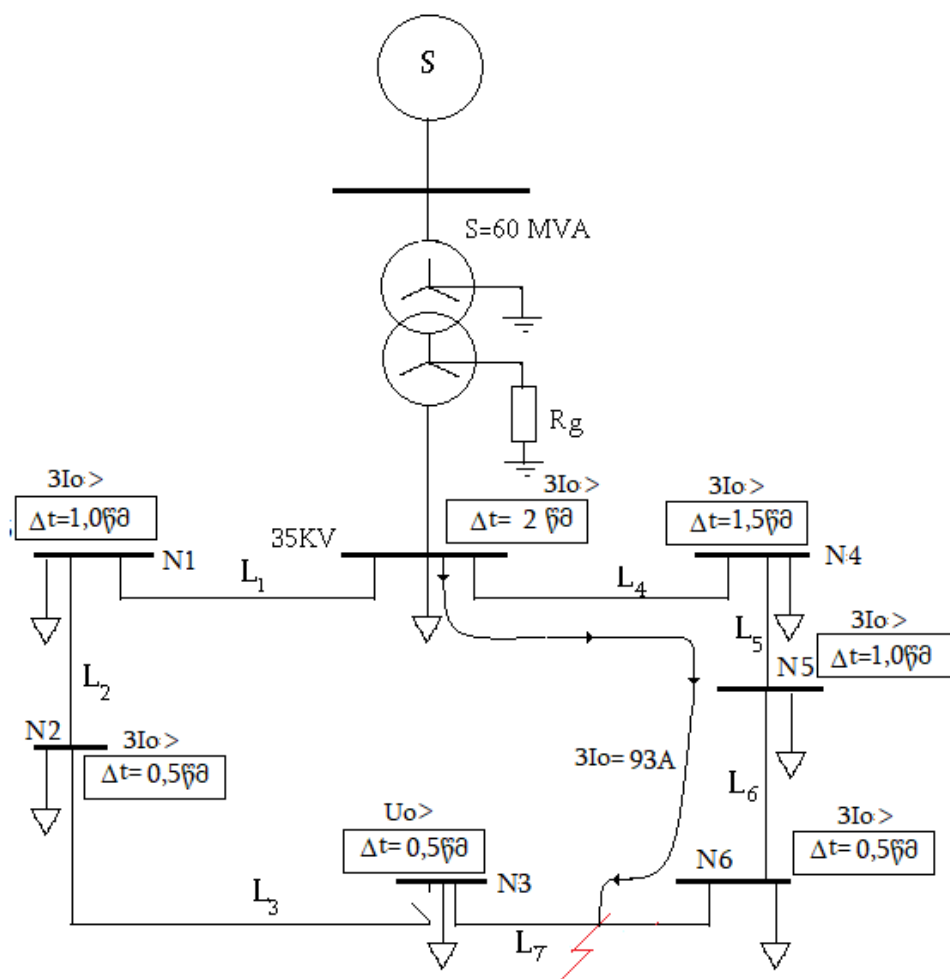 S
S=60 MVA
Rg
3Io>
Δt=1,0წმ
N1
35KV
3Io>
Δt= 2 წმ
3Io>
Δt=1,5წმ
N4
L1
L4
L5
3Io>
Δt=1,0წმ
N5
L2
N2
3Io>
Δt= 0,5წმ
3Io= 93A
L6
Uo>
Δt= 0,5წმ
N3
3Io>
Δt= 0,5წმ
N6
L3
L7